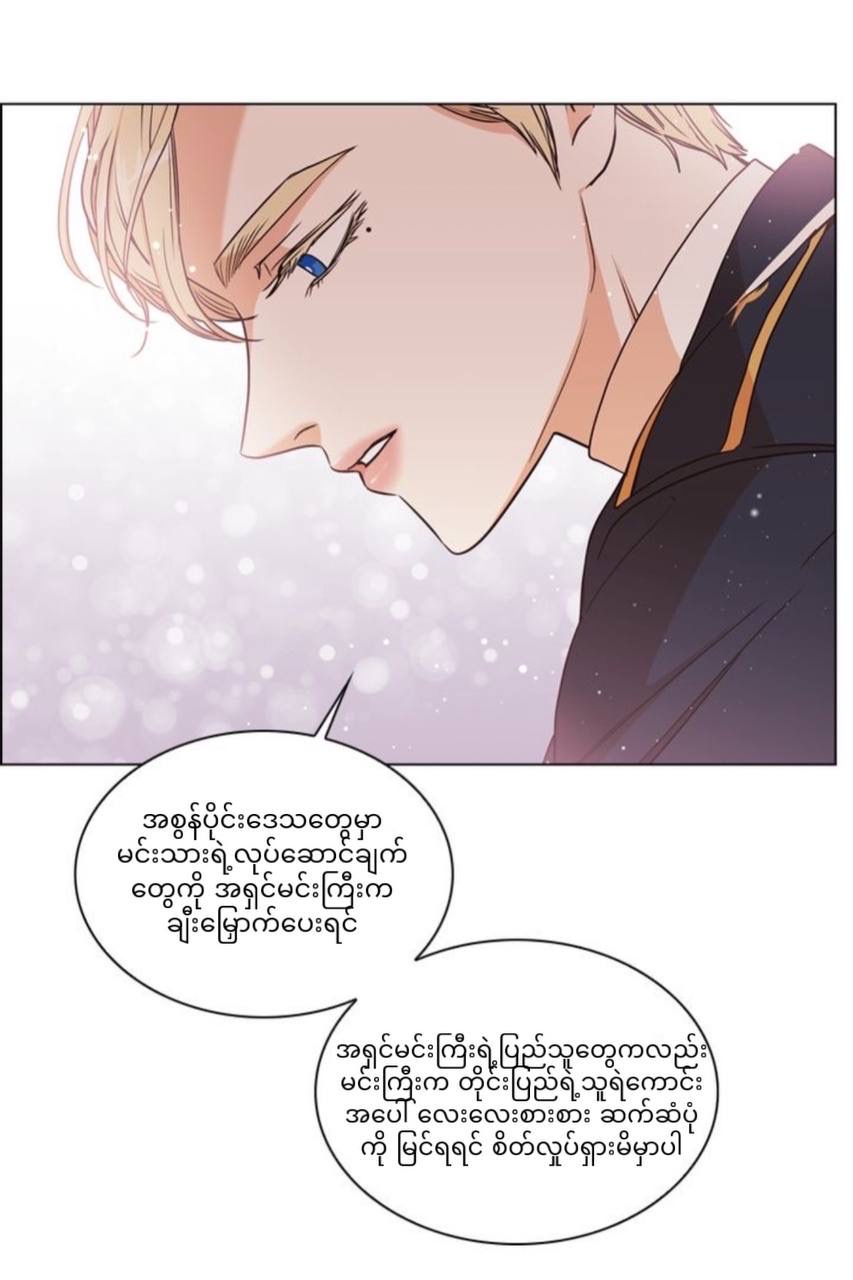 အစွန်ပိုင်းဒေသတွေမှာ
မင်းသားရဲ့လုပ်ဆောင်ချက်
တွေကို အရှင်မင်းကြီးက
ချီးမြှောက်ပေးရင်
အရှင်မင်းကြီးရဲ့ပြည်သူတွေကလည်း
မင်းကြီးက တိုင်းပြည်ရဲ့သူရဲကောင်း
အပေါ် လေးလေးစားစား ဆက်ဆံပုံ
ကို မြင်ရရင် စိတ်လှုပ်ရှားမိမှာပါ